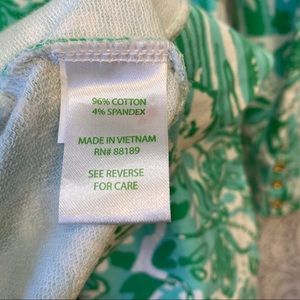 96% COTTON
4% SPANDEX
MADE IN VIETNAM
RN# 88189
SEE REVERSE
FOR CARE